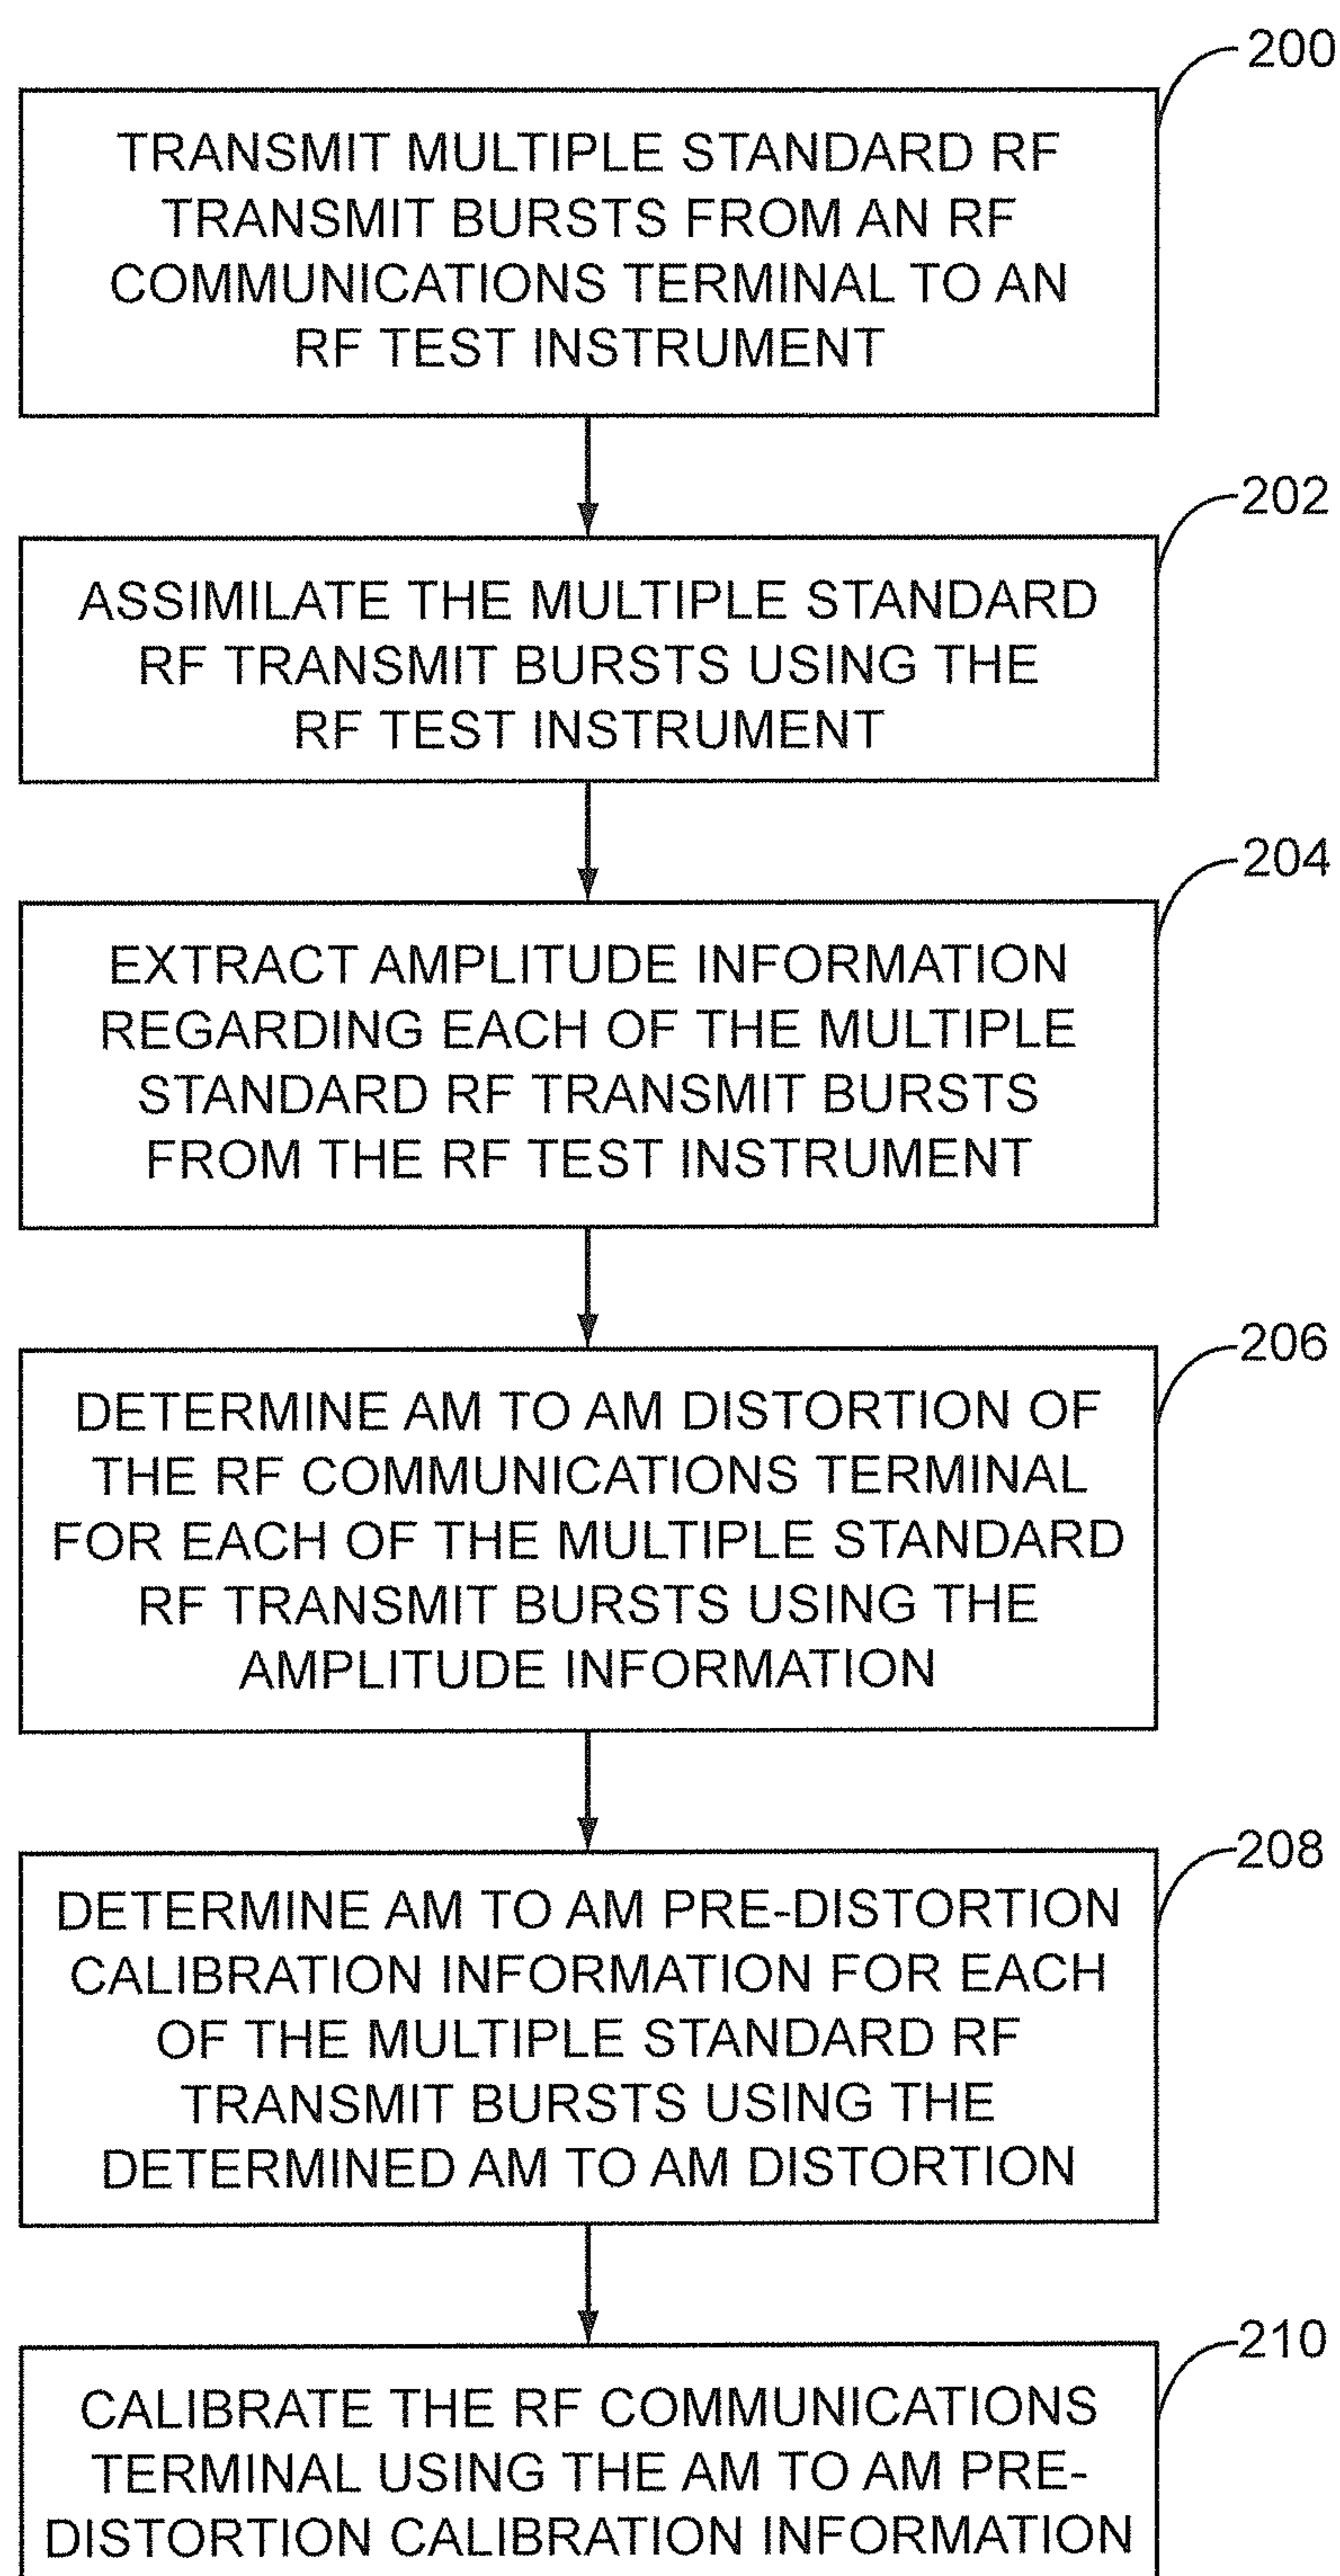 200
TRANSMIT MULTIPLE STANDARD RF
TRANSMIT BURSTS FROM AN RF
COMMUNICATIONS TERMINAL TO AN
RF TEST INSTRUMENT
202
ASSIMILATE THE MULTIPLE STANDARD
RF TRANSMIT BURSTS USING THE
RF TEST INSTRUMENT
204
EXTRACT AMPLITUDE INFORMATION
REGARDING EACH OF THE MULTIPLE
STANDARD RF TRANSMIT BURSTS
FROM THE RF TEST INSTRUMENT
206
DETERMINE AM TO AM DISTORTION OF
THE RF COMMUNICATIONS TERMINAL
FOR EACH OF THE MULTIPLE STANDARD
RF TRANSMIT BURSTS USING THE
AMPLITUDE INFORMATION
208
DETERMINE AM TO AM PRE-DISTORTION
CALIBRATION INFORMATION FOR EACH
OF THE MULTIPLE STANDARD RF
TRANSMIT BURSTS USING THE
DETERMINED AM TO AM DISTORTION
210
CALIBRATE THE RF COMMUNICATIONS
TERMINAL USING THE AM TO AM PRE-
DISTORTION CALIBRATION INFORMATION